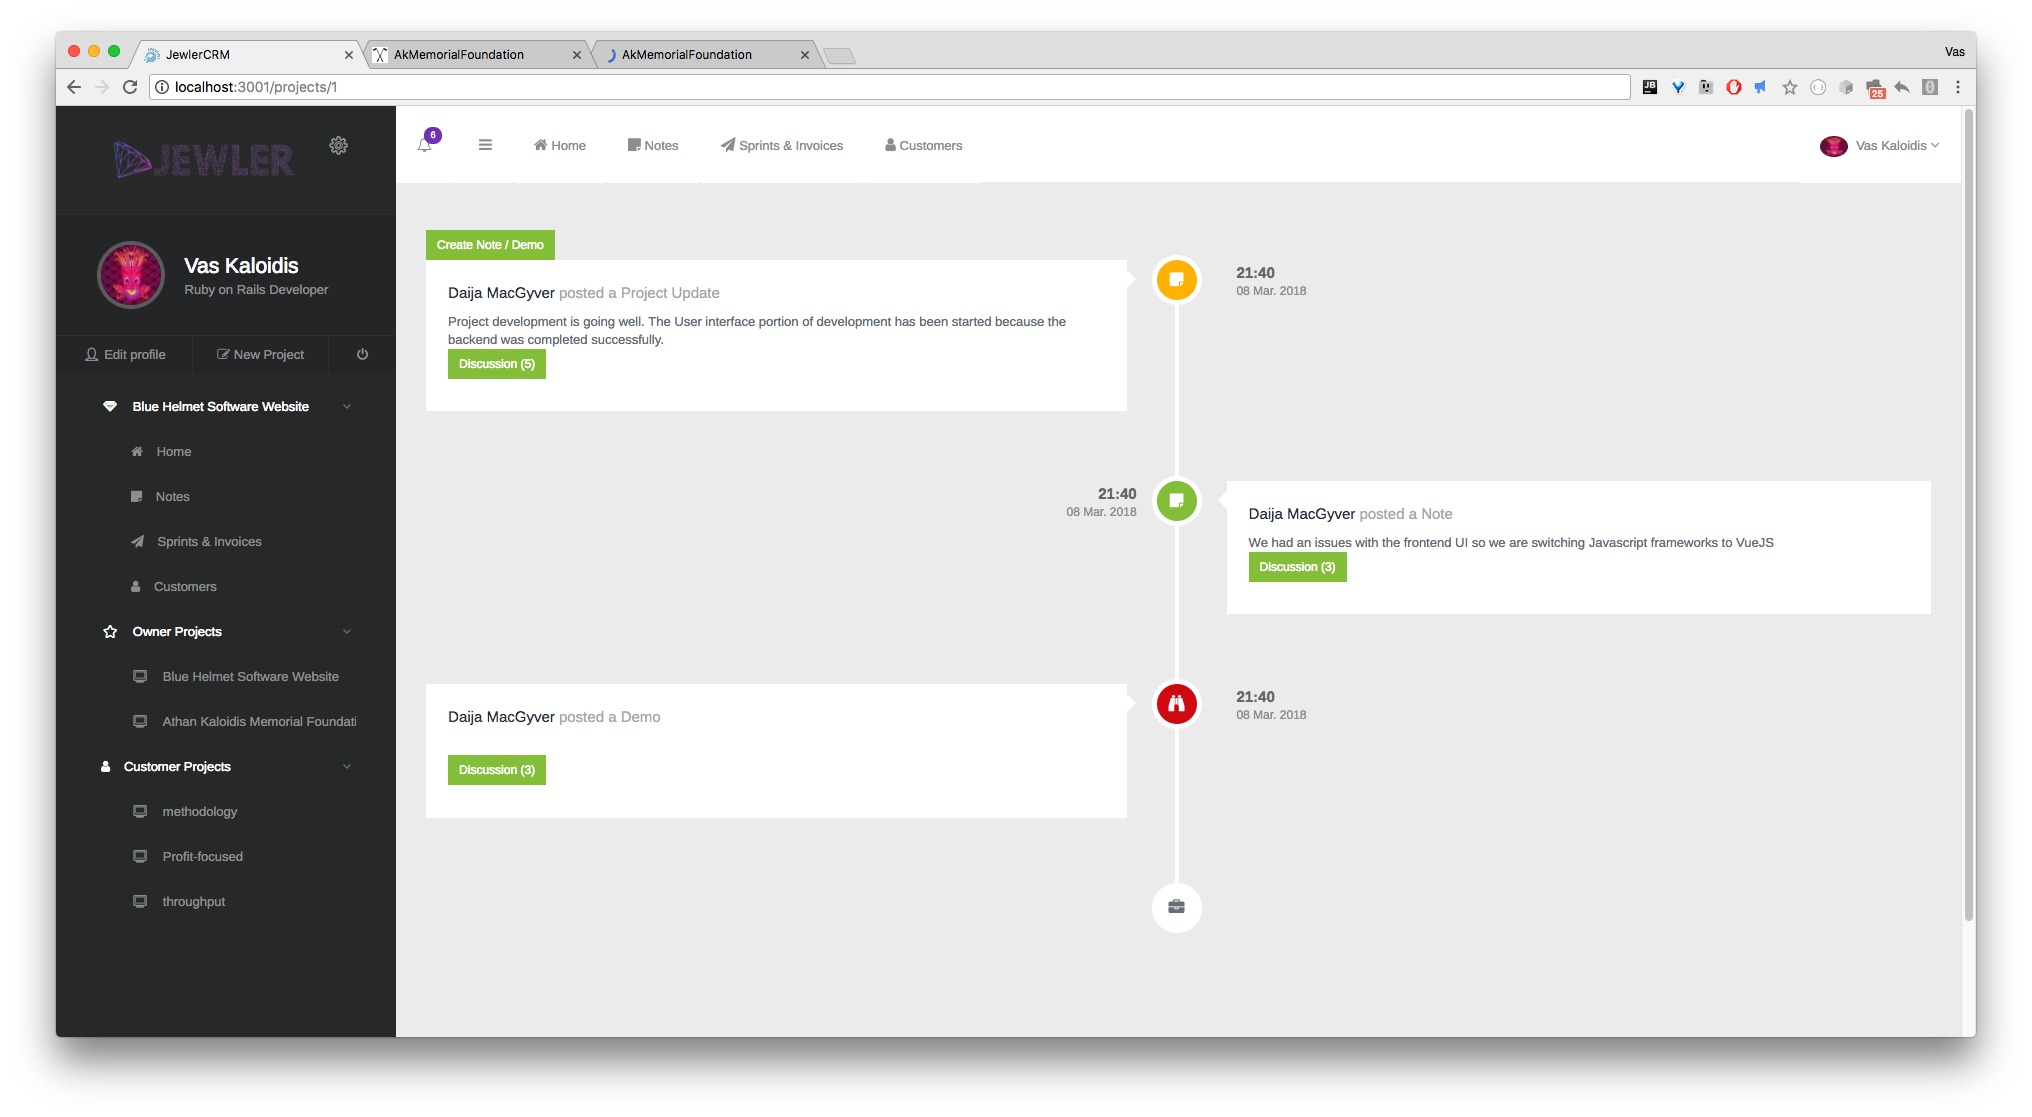 JewlerCRM
AkMemorialFoundation
AkMemorialFoundation
Vas
localhost:3001/projects/1
JB
25
JEWLER
6
Home
Notes
Sprints & Invoices
Customers
Vas Kaloidis
Vas Kaloidis
Ruby on Rails Developer
Edit profile
New Project
Blue Helmet Software Website
Home
Notes
Sprints & Invoices
Customers
Owner Projects
Blue Helmet Software Website
Athan Kaloidis Memorial Foundati
Customer Projects
methodology
Profit-focused
throughput
Create Note / Demo
Daija MacGyver posted a Project Update
Project development is going well. The User interface portion of development has been started because the
backend was completed successfully.
Discussion (5)
21:40
08 Mar. 2018
21:40
08 Mar. 2018
Daija MacGyver posted a Note
We had an issues with the frontend UI so we are switching Javascript frameworks to VueJS
Discussion (3)
Daija MacGyver posted a Demo
Discussion (3)
21:40
08 Mar. 2018